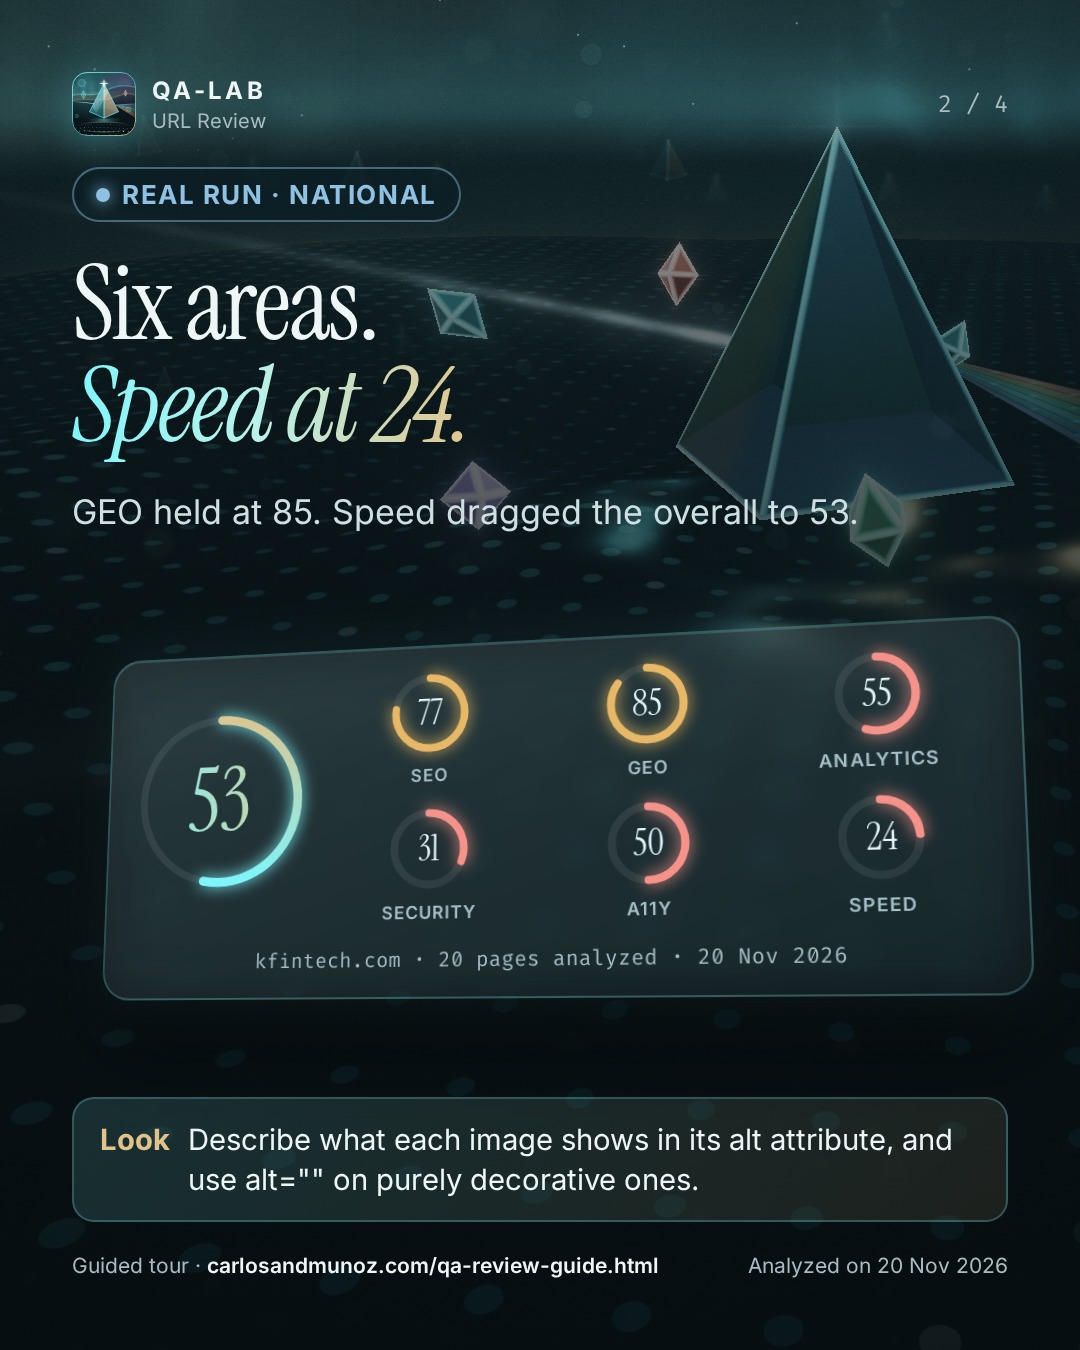 QA-LAB
URL Review
2 / 4
REAL RUN · NATIONAL
Six areas.
Speed at 24.
GEO held at 85. Speed dragged the overall to 53.
53
77
SEO
85
GEO
55
ANALYTICS
31
SECURITY
50
A11Y
24
SPEED
kfintech.com · 20 pages analyzed · 20 Nov 2026
Look Describe what each image shows in its alt attribute, and
use alt="" on purely decorative ones.
Guided tour · carlosandmunoz.com/qa-review-guide.html
Analyzed on 20 Nov 2026